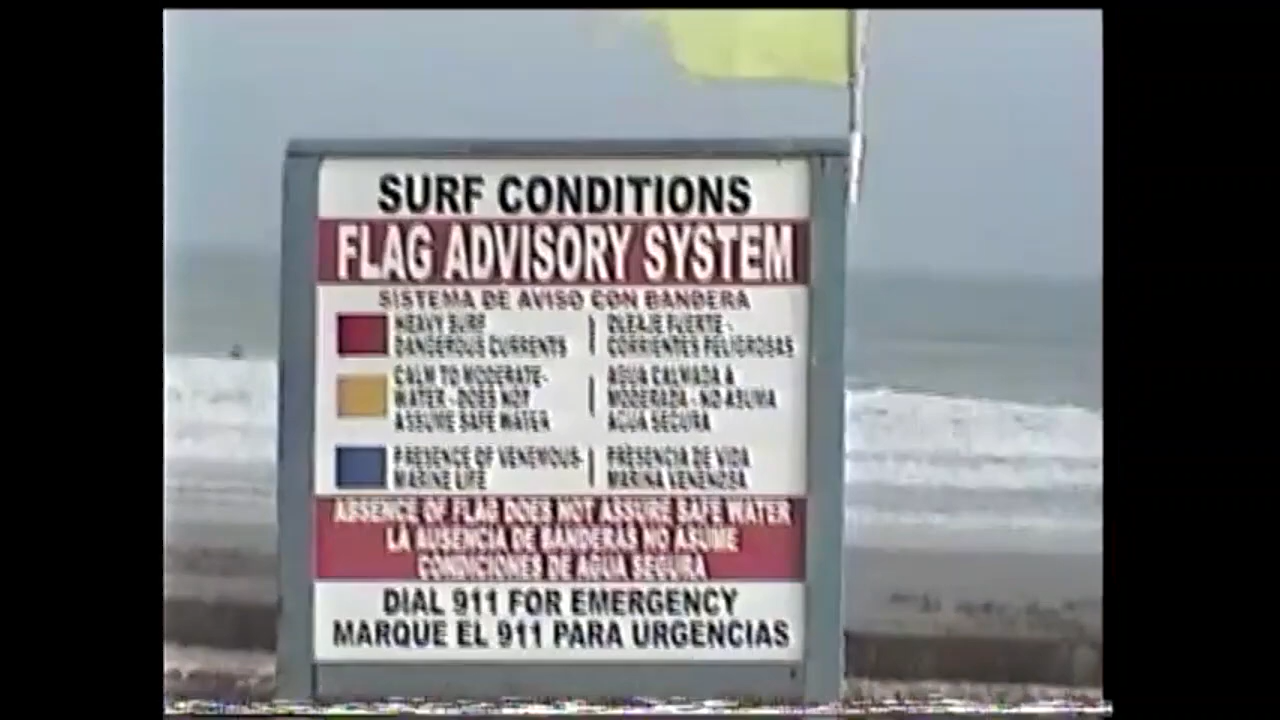 SURF CONDITIONS
FLAG ADVISORY SYSTEM
SISTEMA DE AVISO CON BANDERA
HEAVY SURF
DANGEROUS CURRENTS
OLEAJE FUERTE -
CORRIENTES PELIGROSAS
CALM TO MODERATE-
WATER - DOES NOT
ASSUME SAFE WATER
AGUA CALMADA A
MODERADA - NO ASUMA
AGUA SEGURA
PRESENCE OF VENEMOUS-
MARINE LIFE
PRESENCIA DE VIDA
MARINA VENENOSA
ABSENCE OF FLAG DOES NOT ASSURE SAFE WATER
LA AUSENCIA DE BANDERAS NO ASUME
CONDICIONES DE AGUA SEGURA
DIAL 911 FOR EMERGENCY
MARQUE EL 911 PARA URGENCIAS